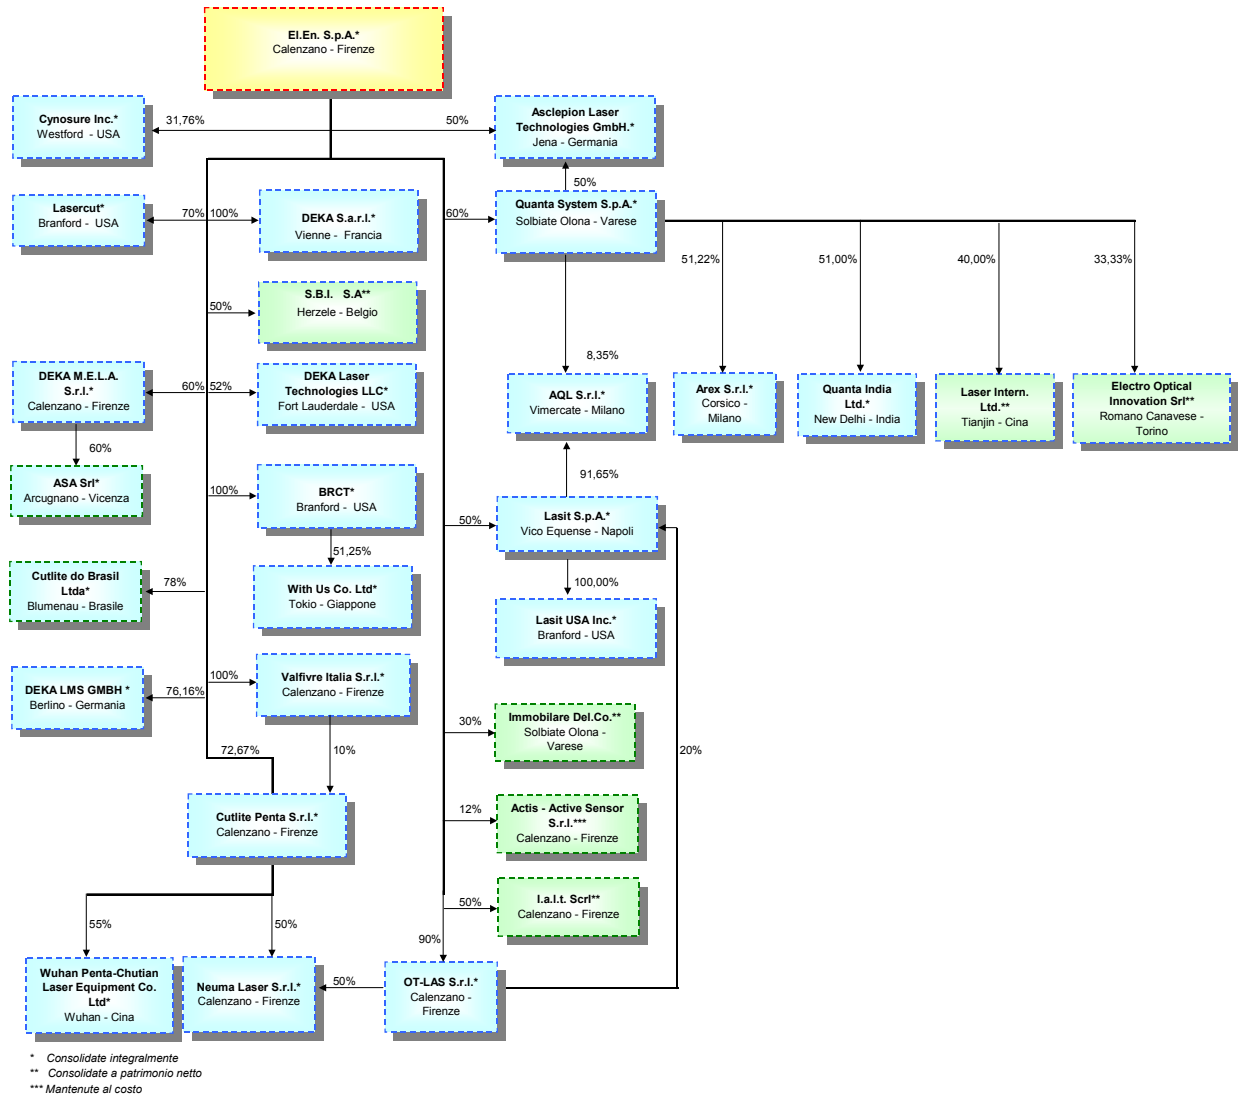 El.En. S.p.A.*
Calenzano - Firenze
Cynosure Inc.*
Westford - USA
31,76%
50%
Asclepion Laser
Technologies GmbH.*
Jena - Germania
50%
Lasercut*
Branford - USA
70%
100%
DEKA S.a.r.l.*
Vienne - Francia
60%
Quanta System S.p.A.*
Solbiate Olona - Varese
51,22%
51,00%
40,00%
33,33%
50%
S.B.I. S.A**
Herzele - Belgio
8,35%
DEKA M.E.L.A.
S.r.l.*
Calenzano - Firenze
60%
52%
DEKA Laser
Technologies LLC*
Fort Lauderdale - USA
AQL S.r.l.*
Vimercate - Milano
Arex S.r.l.*
Corsico -
Milano
Quanta India
Ltd.*
New Delhi - India
Laser Intern.
Ltd.**
Tianjin - Cina
Electro Optical
Innovation Srl**
Romano Canavese -
Torino
60%
91,65%
ASA Srl*
Arcugnano - Vicenza
100%
BRCT*
Branford - USA
50%
Lasit S.p.A.*
Vico Equense - Napoli
51,25%
100,00%
Cutlite do Brasil
Ltda*
Blumenau - Brasile
78%
With Us Co. Ltd*
Tokio - Giappone
Lasit USA Inc.*
Branford - USA
DEKA LMS GMBH *
Berlino - Germania
76,16%
100%
Valfivre Italia S.r.l.*
Calenzano - Firenze
30%
Immobilare Del.Co.**
Solbiate Olona -
Varese
20%
72,67%
10%
Cutlite Penta S.r.l.*
Calenzano - Firenze
12%
Actis - Active Sensor
S.r.l.***
Calenzano - Firenze
50%
I.a.l.t. Scrl**
Calenzano - Firenze
55%
50%
90%
Wuhan Penta-Chutian
Laser Equipment Co.
Ltd*
Wuhan - Cina
Neuma Laser S.r.l.*
Calenzano - Firenze
50%
OT-LAS S.r.l.*
Calenzano -
Firenze
* Consolidate integralmente
** Consolidate a patrimonio netto
*** Mantenute al costo